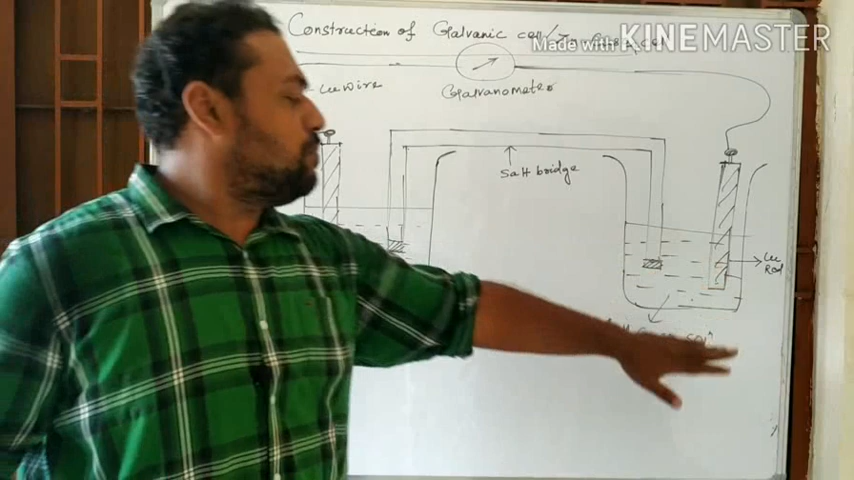 Construction of Galvanic cell
Made with KINEMASTER
Cu wire
Galvanometer
Salt bridge
Cu
Rod